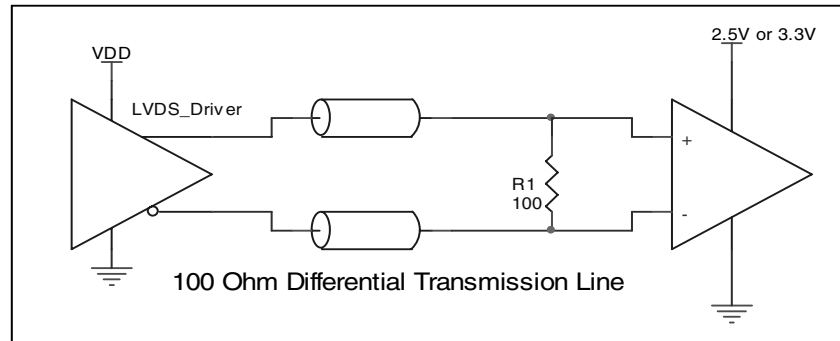 2.5V or 3.3V
VDD
LVDS_Driver
+
R1
100
-
100 Ohm Differential Transmission Line